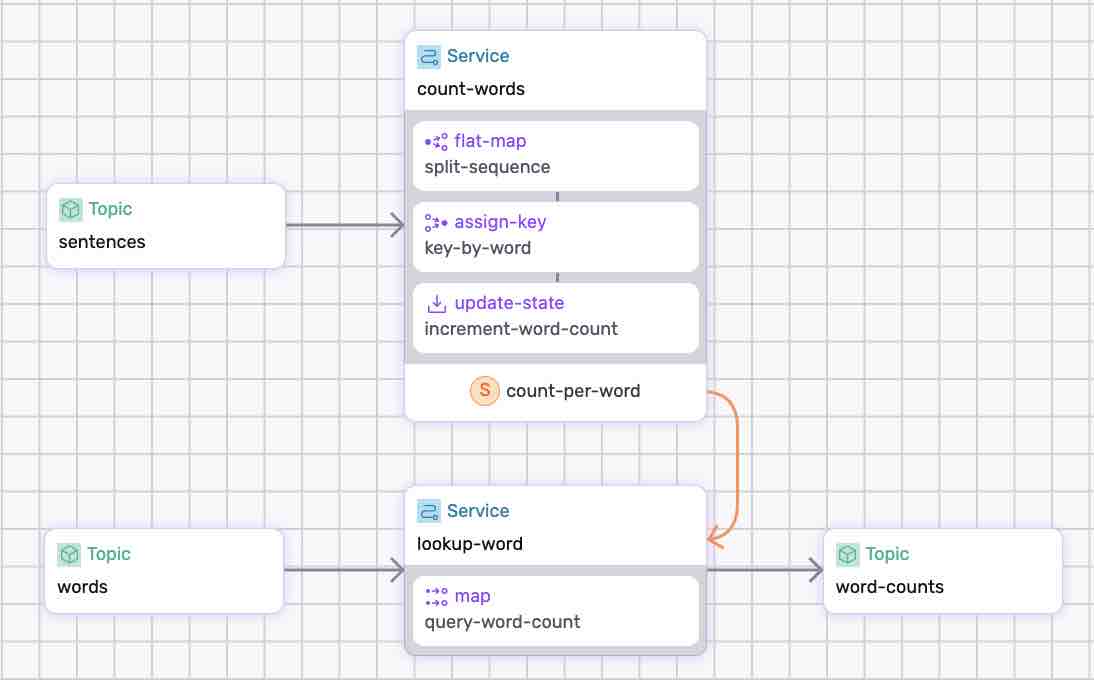 Service
count-words
flat-map
split-sequence
assign-key
key-by-word
update-state
increment-word-count
S count-per-word
Topic
sentences
Service
lookup-word
map
query-word-count
Topic
words
Topic
word-counts